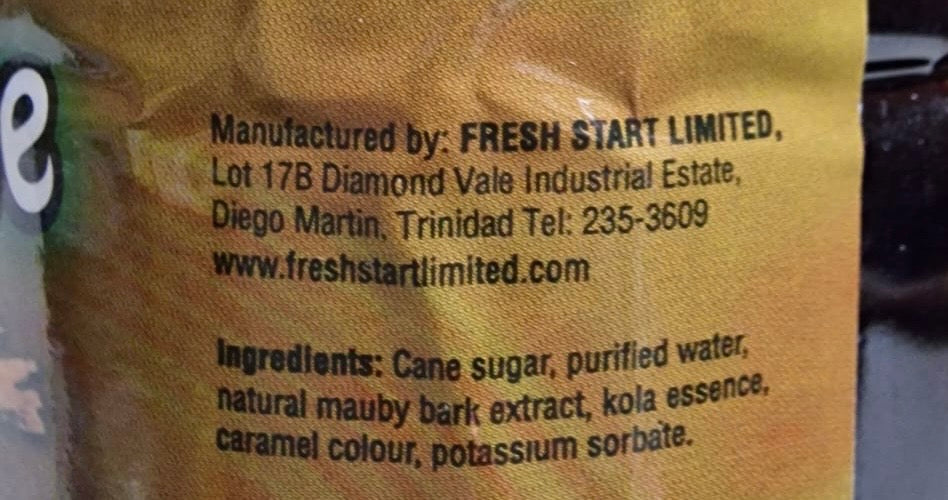 e
Manufactured by: FRESH START LIMITED,
Lot 17B Diamond Vale Industrial Estate,
Diego Martin, Trinidad Tel: 235-3609
www.freshstartlimited.com
Ingredients: Cane sugar, purified water,
natural mauby bark extract, kola essence,
caramel colour, potassium sorbate.